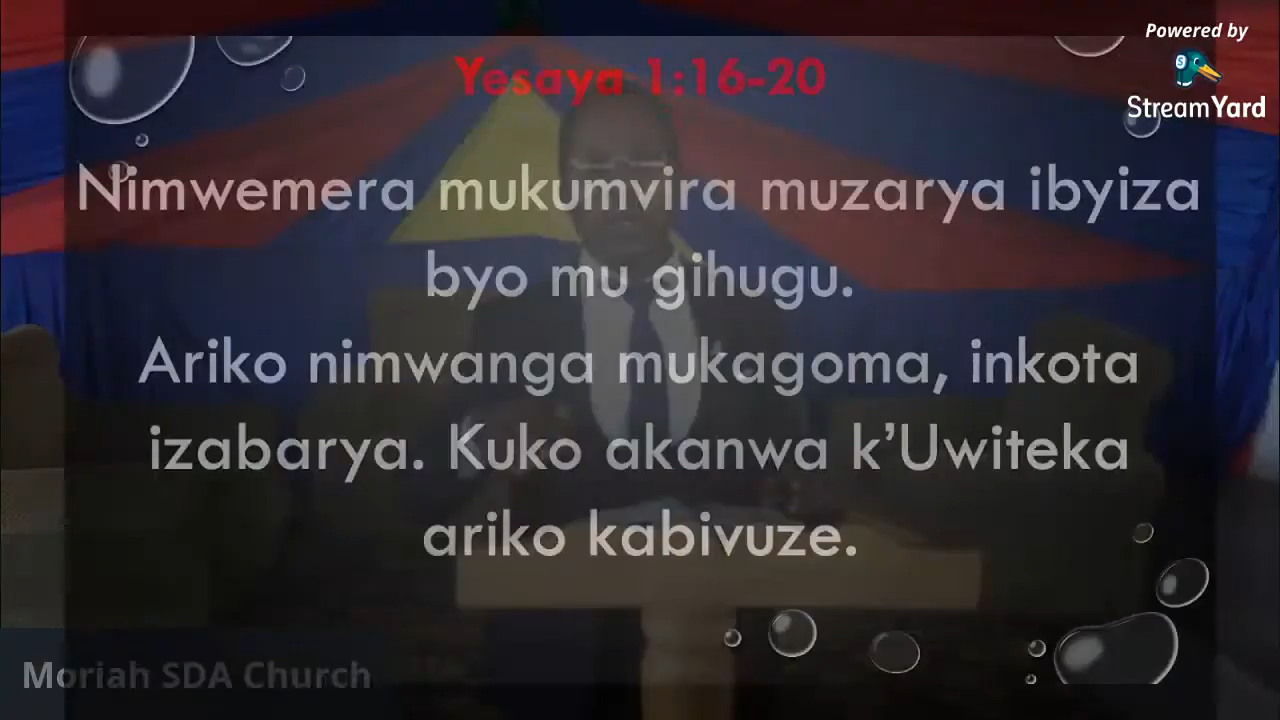 Powered by
StreamYard
Yesaya 1:16-20
Nimwemera mukumvira muzarya ibyiza
byo mu gihugu.
Ariko nimwanga mukagoma, inkota
izabarya. Kuko akanwa k’Uwiteka
ariko kabivuze.
Moriah SDA Church